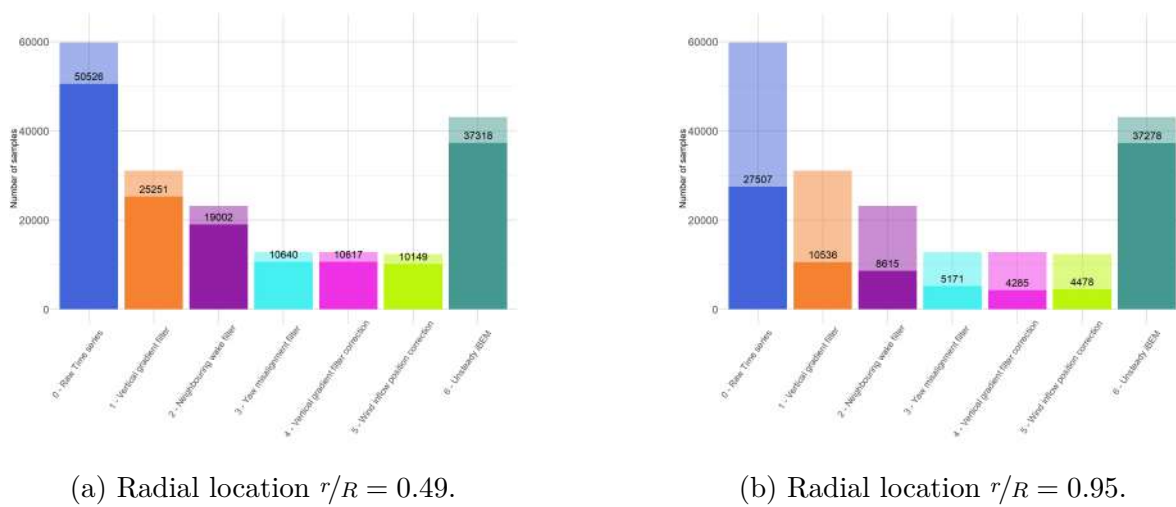 60000
40000
20000
0
Number of samples
50526
25251
19002
10640
10617
10149
37318
0 - Raw Time series
1 - Vertical gradient filter
2 - Neighbouring wake filter
3 - Yaw misalignment filter
4 - Vertical gradient filter correction
5 - Wind inflow position correction
6 - Unsteady iBEM
(a) Radial location r/R = 0.49.
60000
40000
20000
0
Number of samples
27507
10536
8615
5171
4285
4478
37278
0 - Raw Time series
1 - Vertical gradient filter
2 - Neighbouring wake filter
3 - Yaw misalignment filter
4 - Vertical gradient filter correction
5 - Wind inflow position correction
6 - Unsteady iBEM
(b) Radial location r/R = 0.95.